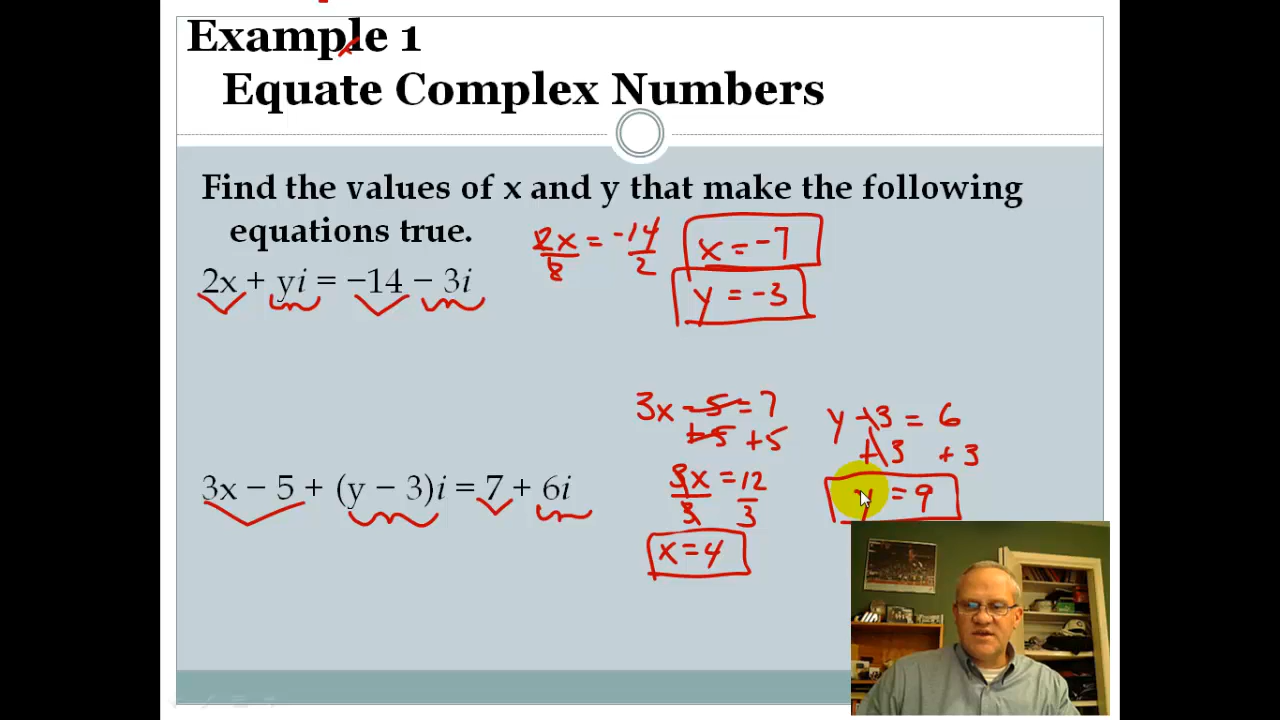 Example 1
Equate Complex Numbers
Find the values of x and y that make the following
equations true.
2x = -14
2 2
x = -7
2x + yi = −14 − 3i
y = -3
3x - 5 = 7
+5 +5
y - 3 = 6
+ 3 + 3
3x = 12
3 3
y = 9
3x − 5 + (y − 3)i = 7 + 6i
x = 4